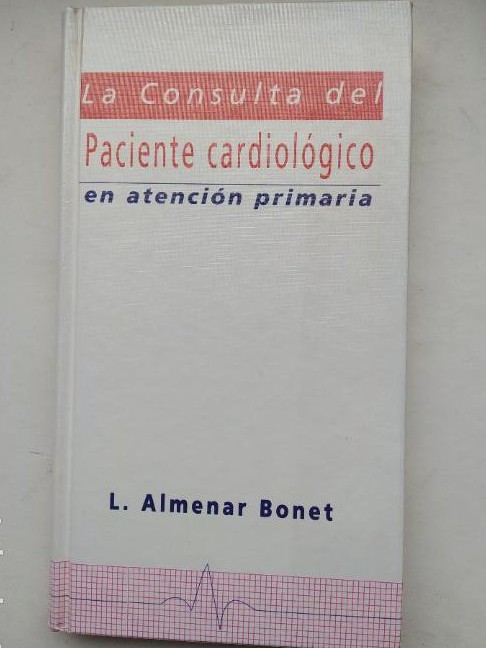 La Consulta del
Paciente cardiológico
en atención primaria
L. Almenar Bonet